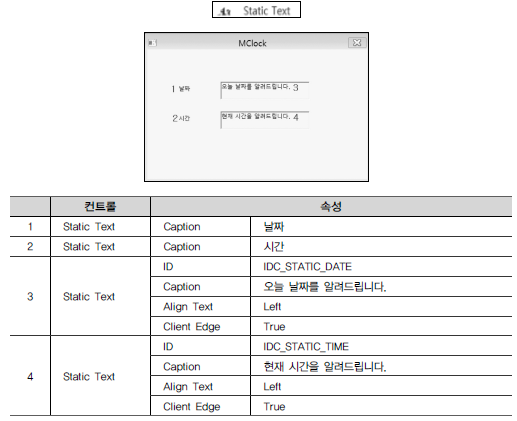 Aa Static Text
MClock
1 날짜 오늘 날짜를 알려드립니다. 3
2 시간 현재 시간을 알려드립니다. 4
컨트롤 속성
1 Static Text Caption 날짜
2 Static Text Caption 시간
3 Static Text ID IDC_STATIC_DATE
Caption 오늘 날짜를 알려드립니다.
Align Text Left
Client Edge True
4 Static Text ID IDC_STATIC_TIME
Caption 현재 시간을 알려드립니다.
Align Text Left
Client Edge True